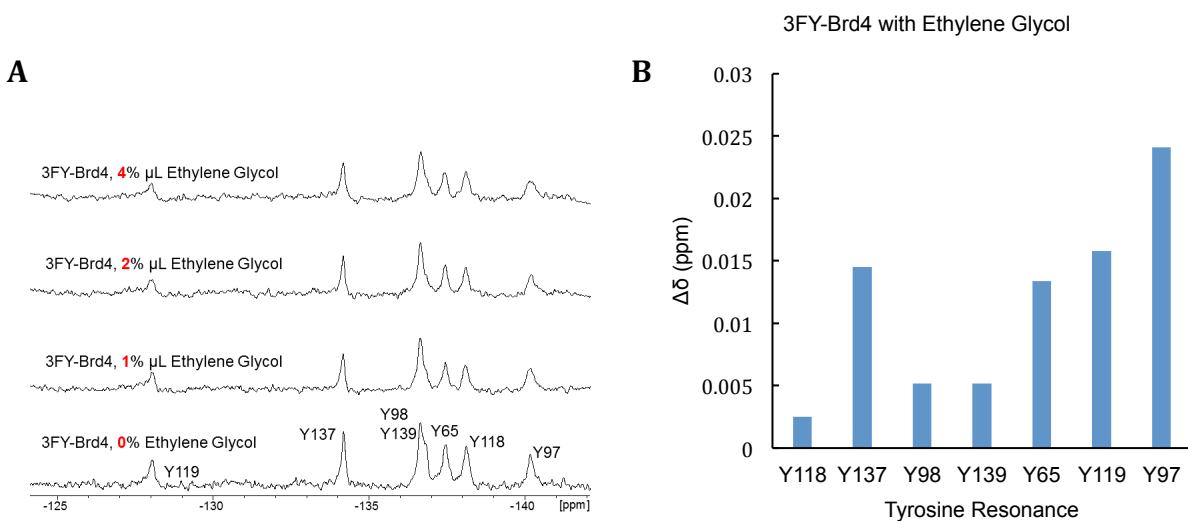 A
3FY-Brd4, 4% µL Ethylene Glycol
3FY-Brd4, 2% µL Ethylene Glycol
3FY-Brd4, 1% µL Ethylene Glycol
3FY-Brd4, 0% Ethylene Glycol
Y119
Y137
Y98
Y139
Y65
Y118
Y97
-125 -130 -135 -140 [ppm]
3FY-Brd4 with Ethylene Glycol
B
0.03
0.025
0.02
0.015
0.01
0.005
0
Δδ (ppm)
Y118 Y137 Y98 Y139 Y65 Y119 Y97
Tyrosine Resonance